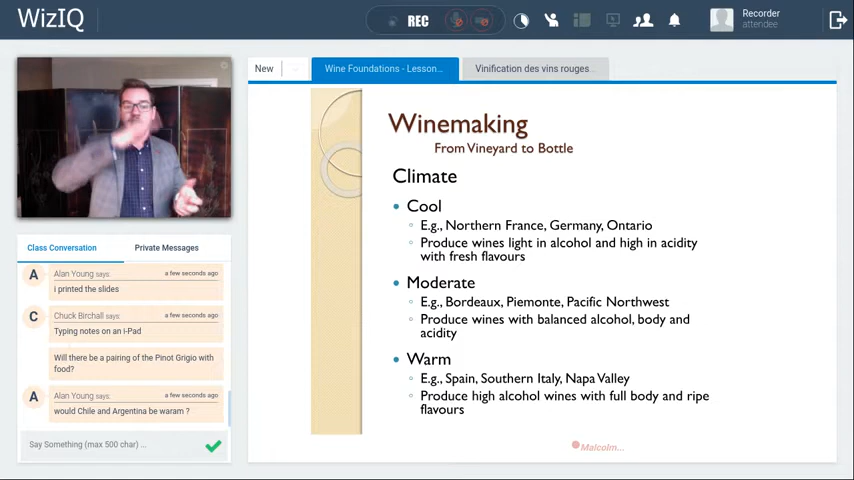 WizIQ
REC
Recorder
attendee
New
Wine Foundations - Lesson...
Vinification des vins rouges...
Winemaking
From Vineyard to Bottle
Climate
Cool
E.g., Northern France, Germany, Ontario
Produce wines light in alcohol and high in acidity
with fresh flavours
Moderate
E.g., Bordeaux, Piemonte, Pacific Northwest
Produce wines with balanced alcohol, body and
acidity
Warm
E.g., Spain, Southern Italy, Napa Valley
Produce high alcohol wines with full body and ripe
flavours
Malcolm...
Class Conversation
Private Messages
A
Alan Young says:
a few seconds ago
i printed the slides
C
Chuck Birchall says:
a few seconds ago
Typing notes on an i-Pad
Will there be a pairing of the Pinot Grigio with
food?
A
Alan Young says:
a few seconds ago
would Chile and Argentina be waram ?
Say Something (max 500 char) ...